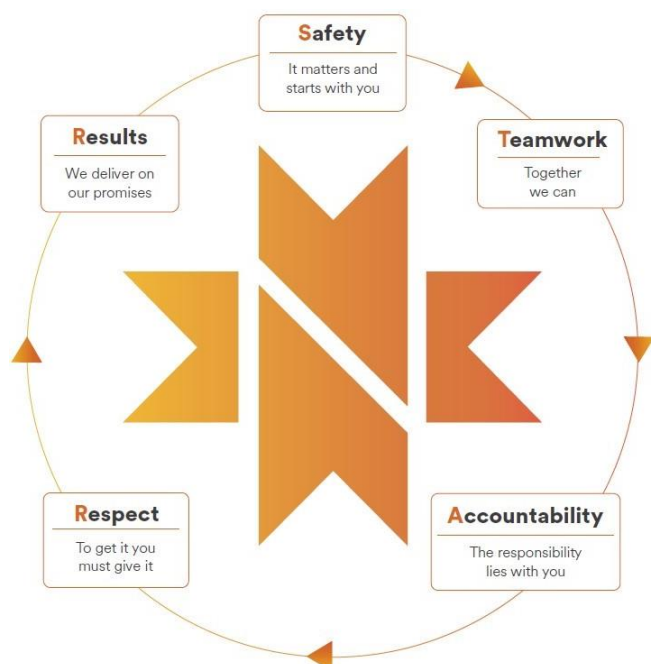 Safety
It matters and
starts with you
Teamwork
Together
we can
Accountability
The responsibility
lies with you
Respect
To get it you
must give it
Results
We deliver on
our promises